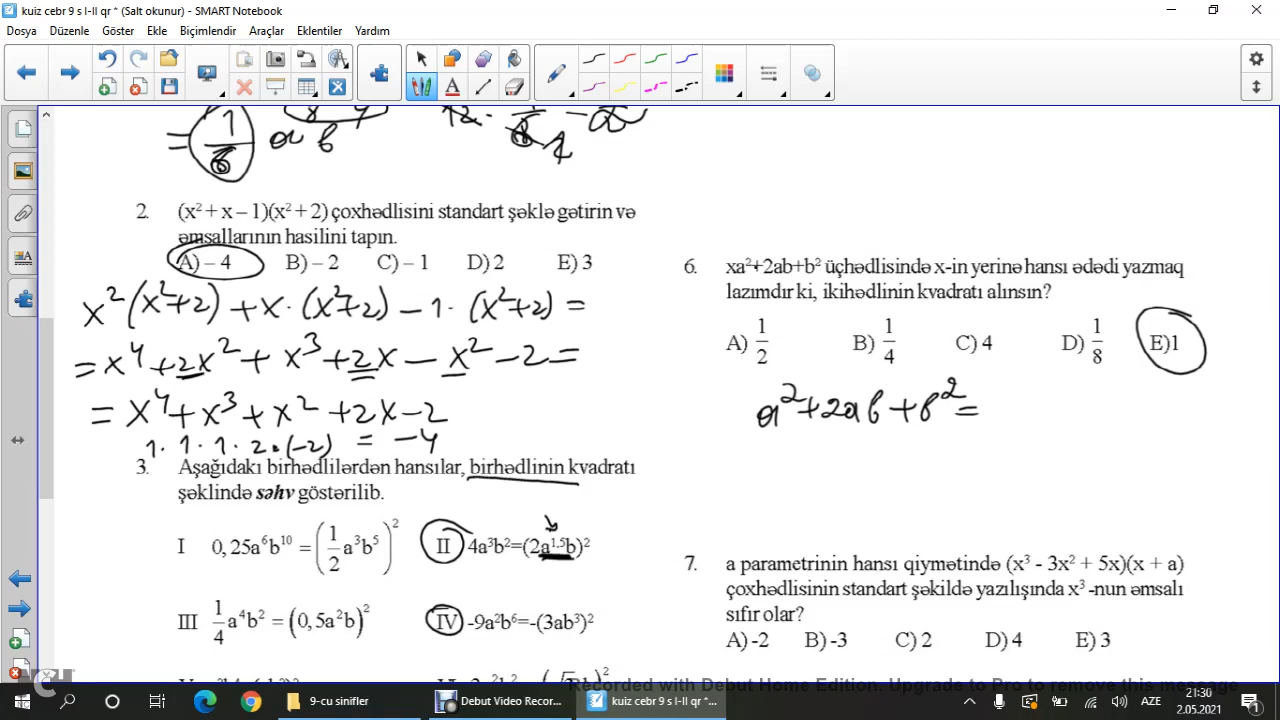 kuiz cebr 9 s I-II qr * (Salt okunur) - SMART Notebook
Dosya Düzenle Göster Ekle Biçimlendir Araçlar Eklentiler Yardım
= 1/6 ab
2. (x² + x – 1)(x² + 2) çoxhədlisini standart şəklə gətirin və
əmsallarının hasilini tapın.
A) – 4 B) – 2 C) – 1 D) 2 E) 3
x²(x²+2) + x·(x²+2) – 1·(x²+2) =
= x⁴ + 2x² + x³ + 2x – x² – 2 =
= x⁴ + x³ + x² + 2x – 2
1·1·1·2·(–2) = –4
3. Aşağıdakı birhədlilərdən hansılar, birhədlinin kvadratı
şəklində səhv göstərilib.
I 0,25a⁶b¹⁰ = (1/2 a³b⁵)² II 4a³b²=(2a¹·⁵b)²
III 1/4 a⁴b² = (0,5a²b)² IV -9a²b⁶=-(3ab³)²
6. xa²+2ab+b² üçhədlisində x-in yerinə hansı ədədi yazmaq
lazımdır ki, ikihədlinin kvadratı alınsın?
A) 1/2 B) 1/4 C) 4 D) 1/8 E)1
a²+2ab+b²=
7. a parametrinin hansı qiymətində (x³ - 3x² + 5x)(x + a)
çoxhədlisinin standart şəkildə yazılışında x³ -nun əmsalı
sıfır olar?
A) -2 B) -3 C) 2 D) 4 E) 3
Recorded with Debut Home Edition. Upgrade to Pro to remove this message
9-cu sinifler Debut Video Recor... kuiz cebr 9 s I-II qr *...
AZE 21:30
2.05.2021
1